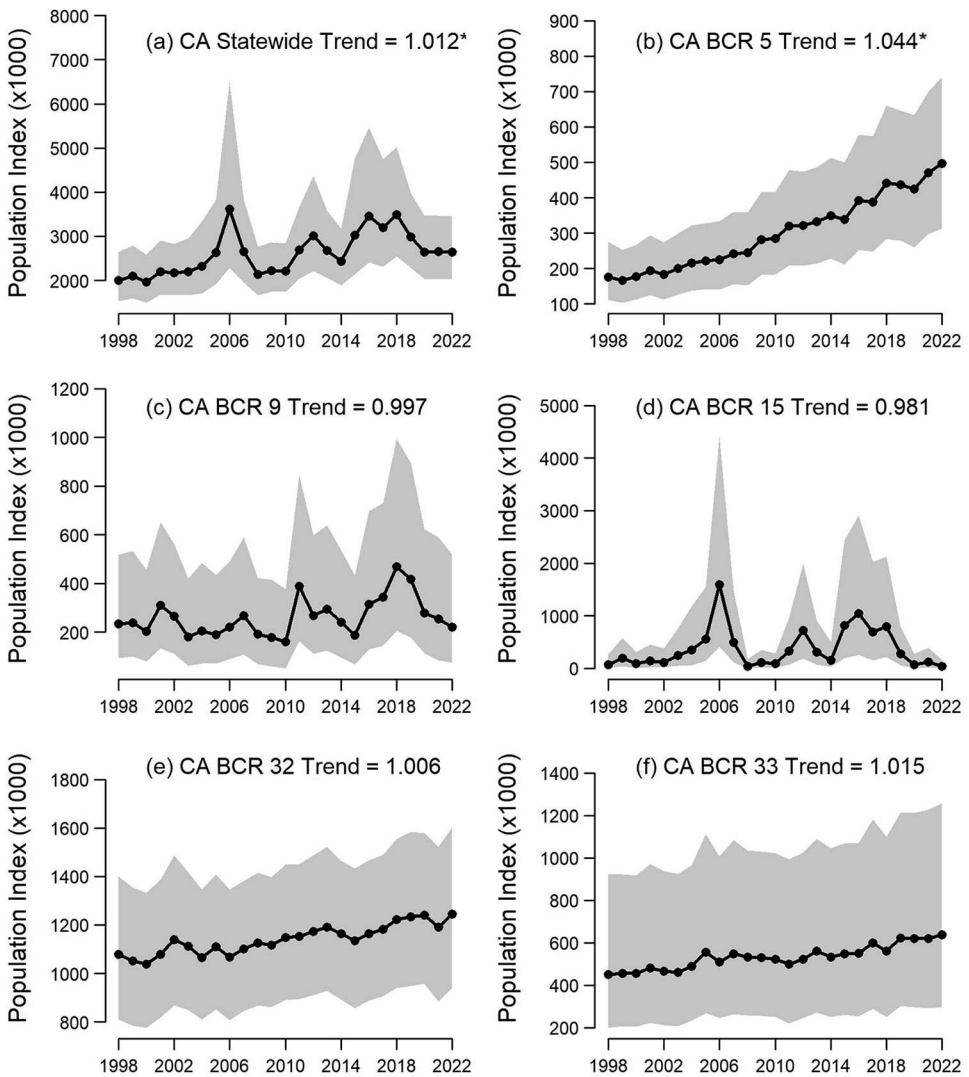 (a) CA Statewide Trend = 1.012*
Population Index (x1000)
8000
7000
6000
5000
4000
3000
2000
1998 2002 2006 2010 2014 2018 2022
(b) CA BCR 5 Trend = 1.044*
Population Index (x1000)
900
800
700
600
500
400
300
200
100
1998 2002 2006 2010 2014 2018 2022
(c) CA BCR 9 Trend = 0.997
Population Index (x1000)
1200
1000
800
600
400
200
1998 2002 2006 2010 2014 2018 2022
(d) CA BCR 15 Trend = 0.981
Population Index (x1000)
5000
4000
3000
2000
1000
0
1998 2002 2006 2010 2014 2018 2022
(e) CA BCR 32 Trend = 1.006
Population Index (x1000)
1800
1600
1400
1200
1000
800
1998 2002 2006 2010 2014 2018 2022
(f) CA BCR 33 Trend = 1.015
Population Index (x1000)
1400
1200
1000
800
600
400
200
1998 2002 2006 2010 2014 2018 2022